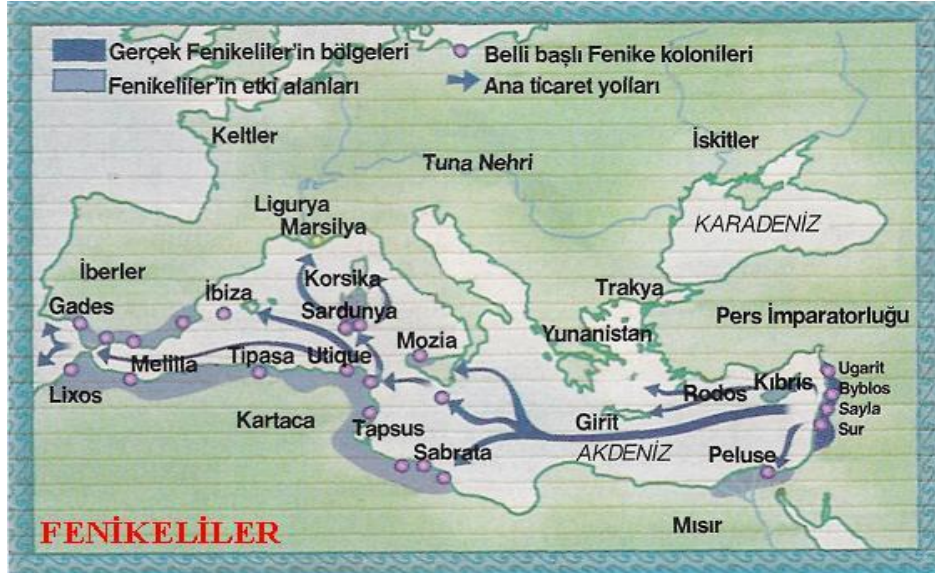 Gerçek Fenikeliler'in bölgeleri
Belli başlı Fenike kolonileri
Fenikeliler'in etki alanları
Ana ticaret yolları
Keltler
İskitler
Tuna Nehri
Ligurya
Marsilya
KARADENİZ
İberler
Korsika
Gades
İbiza
Sardunya
Trakya
Yunanistan
Pers İmparatorluğu
Mozia
Melilla
Tipasa
Utique
Lixos
Kıbris
Rodos
Ugarit
Byblos
Sayla
Sur
Kartaca
Tapsus
Girit
Sabrata
AKDENİZ
Peluse
Mısır
FENİKELİLER